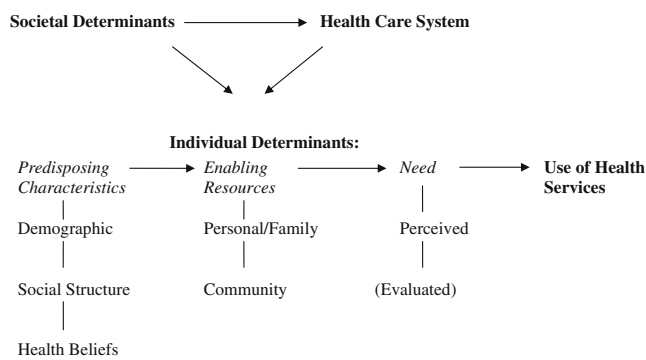 Societal Determinants Health Care System
Individual Determinants:
Predisposing Enabling Need Use of Health
Characteristics Resources Services
Demographic Personal/Family Perceived
Social Structure Community (Evaluated)
Health Beliefs